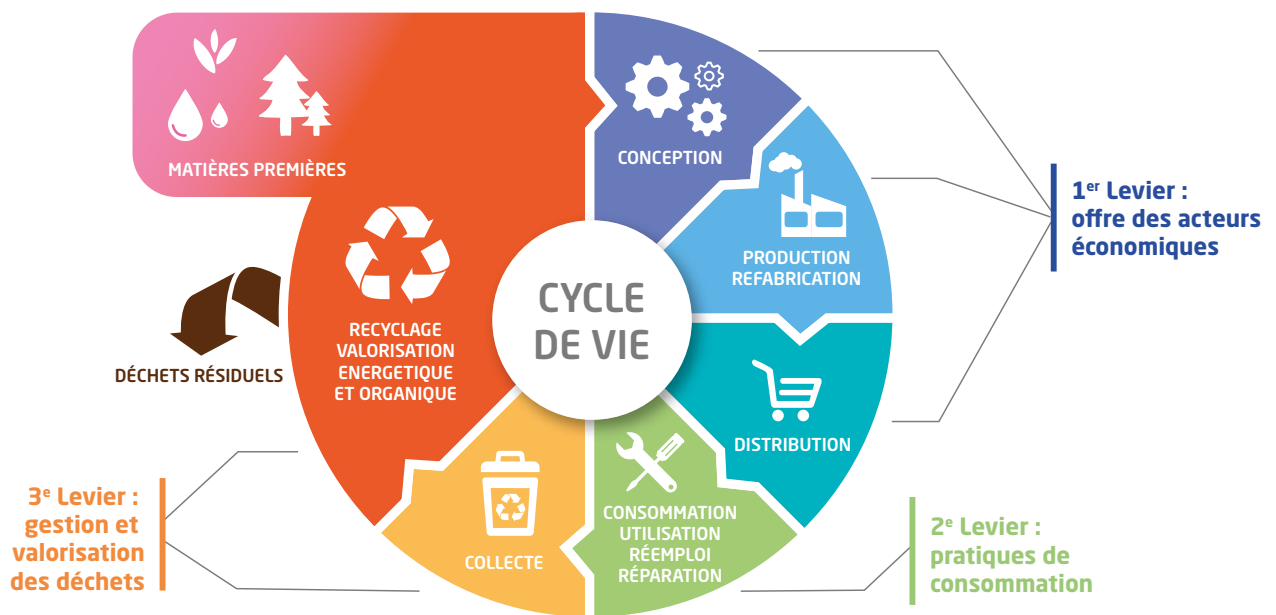 MATIÈRES PREMIÈRES
CONCEPTION
PRODUCTION
REFABRICATION
DISTRIBUTION
CONSOMMATION
UTILISATION
RÉEMPLOI
RÉPARATION
COLLECTE
RECYCLAGE
VALORISATION
ENERGETIQUE
ET ORGANIQUE
DÉCHETS RÉSIDUELS
CYCLE
DE VIE
1er Levier :
offre des acteurs
économiques
2e Levier :
pratiques de
consommation
3e Levier :
gestion et
valorisation
des déchets